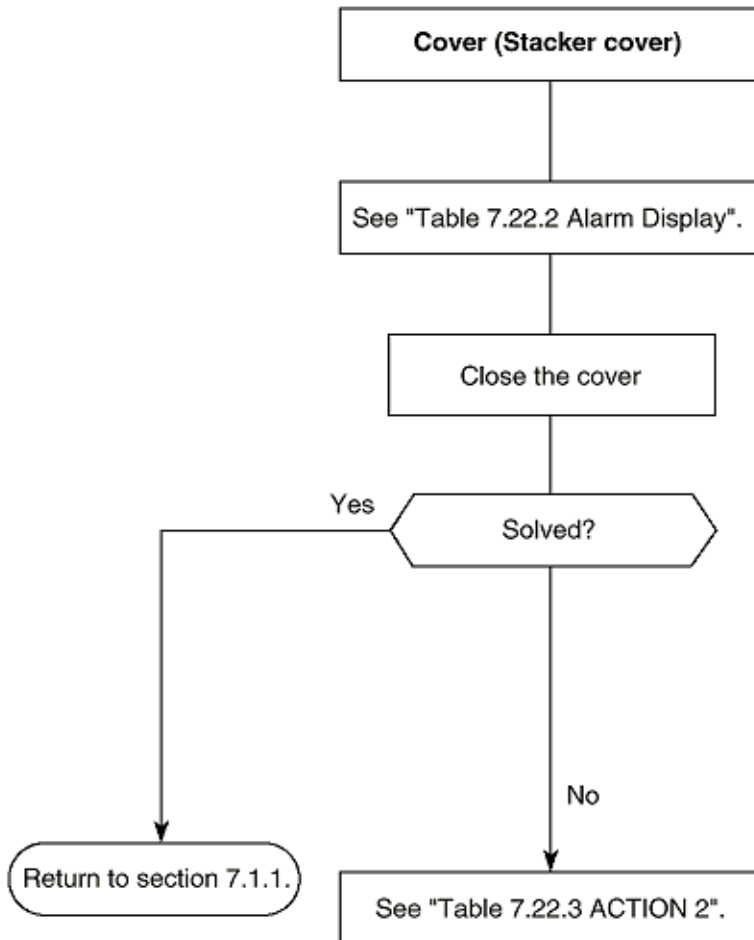 Cover (Stacker cover)
See "Table 7.22.2 Alarm Display".
Close the cover
Yes
Solved?
No
Return to section 7.1.1.
See "Table 7.22.3 ACTION 2".